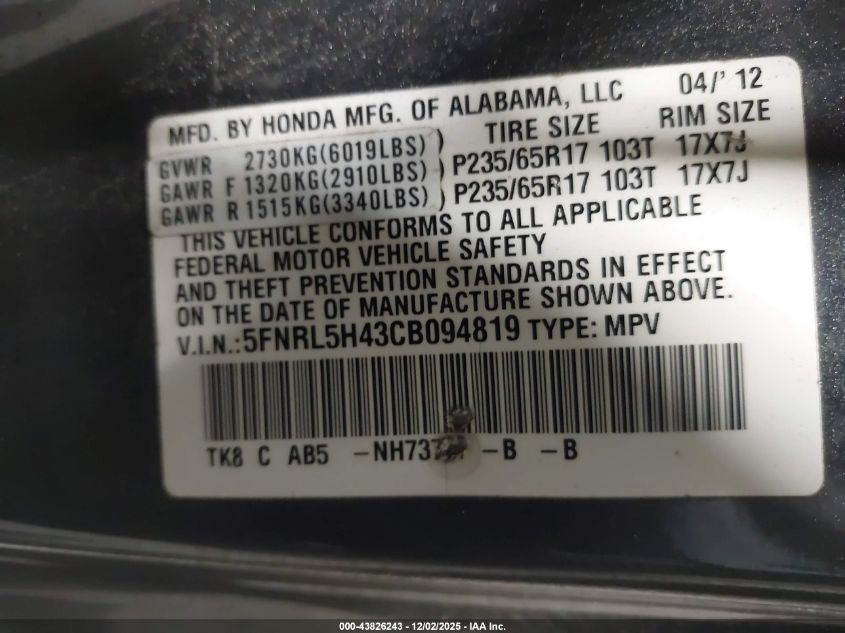 MFD. BY HONDA MFG. OF ALABAMA, LLC 04/'12
TIRE SIZE RIM SIZE
GVWR 2730KG(6019LBS)
GAWR F 1320KG(2910LBS) P235/65R17 103T 17X7J
GAWR R 1515KG(3340LBS) P235/65R17 103T 17X7J
THIS VEHICLE CONFORMS TO ALL APPLICABLE
FEDERAL MOTOR VEHICLE SAFETY
AND THEFT PREVENTION STANDARDS IN EFFECT
ON THE DATE OF MANUFACTURE SHOWN ABOVE.
V.I.N.:5FNRL5H43CB094819 TYPE: MPV
TK8 C AB5 -B -B
000-43826243 - 12/02/2025 - IAA Inc.